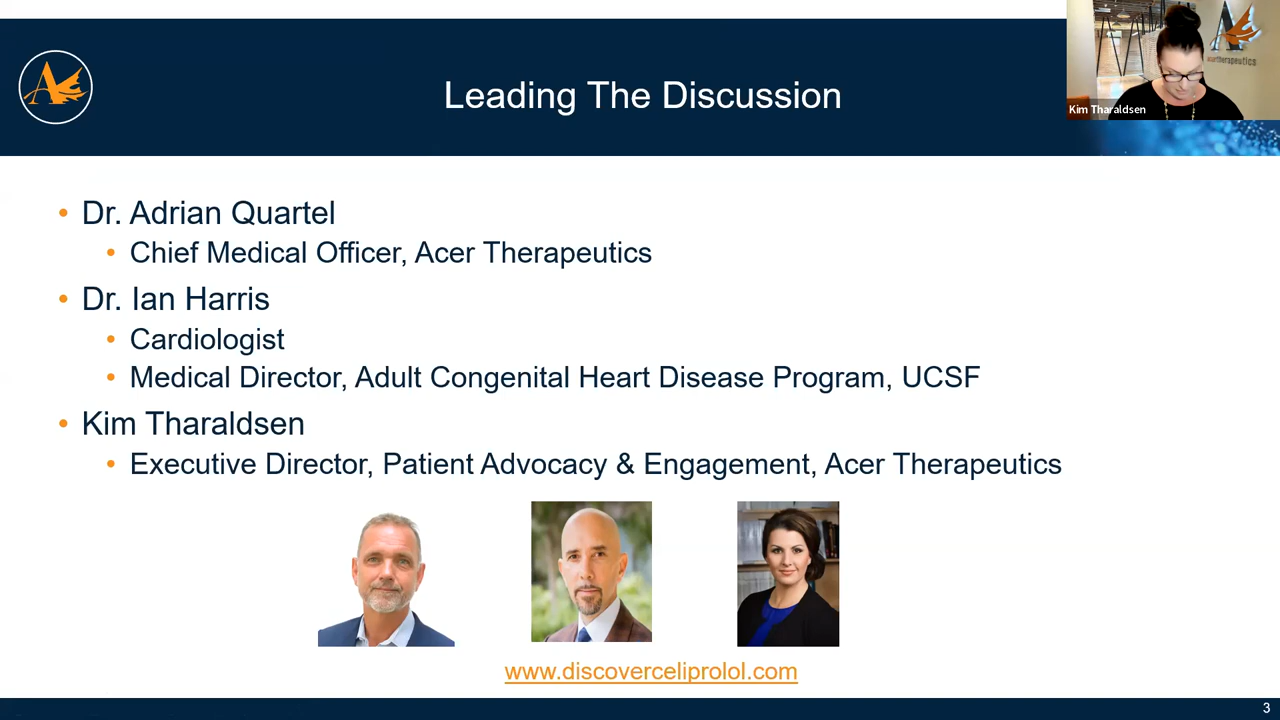 Leading The Discussion
acertherapeutics
Kim Tharaldsen
• Dr. Adrian Quartel
• Chief Medical Officer, Acer Therapeutics
• Dr. Ian Harris
• Cardiologist
• Medical Director, Adult Congenital Heart Disease Program, UCSF
• Kim Tharaldsen
• Executive Director, Patient Advocacy & Engagement, Acer Therapeutics
www.discoverceliprolol.com
3